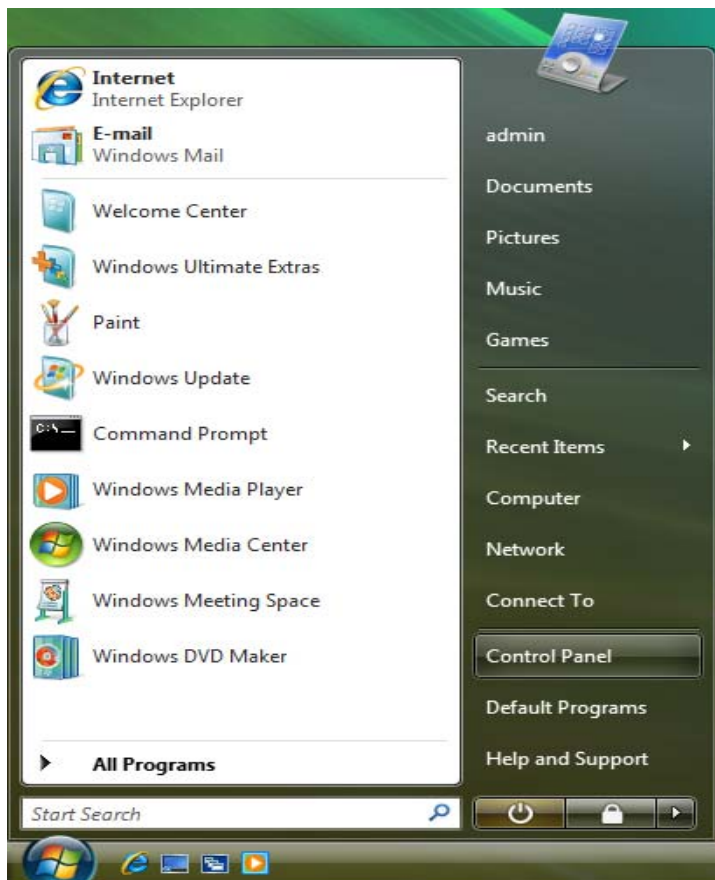 Internet
Internet Explorer
E-mail
Windows Mail
Welcome Center
Windows Ultimate Extras
Paint
Windows Update
C:\
Command Prompt
Windows Media Player
Windows Media Center
Windows Meeting Space
Windows DVD Maker
All Programs
Start Search
admin
Documents
Pictures
Music
Games
Search
Recent Items
Computer
Network
Connect To
Control Panel
Default Programs
Help and Support